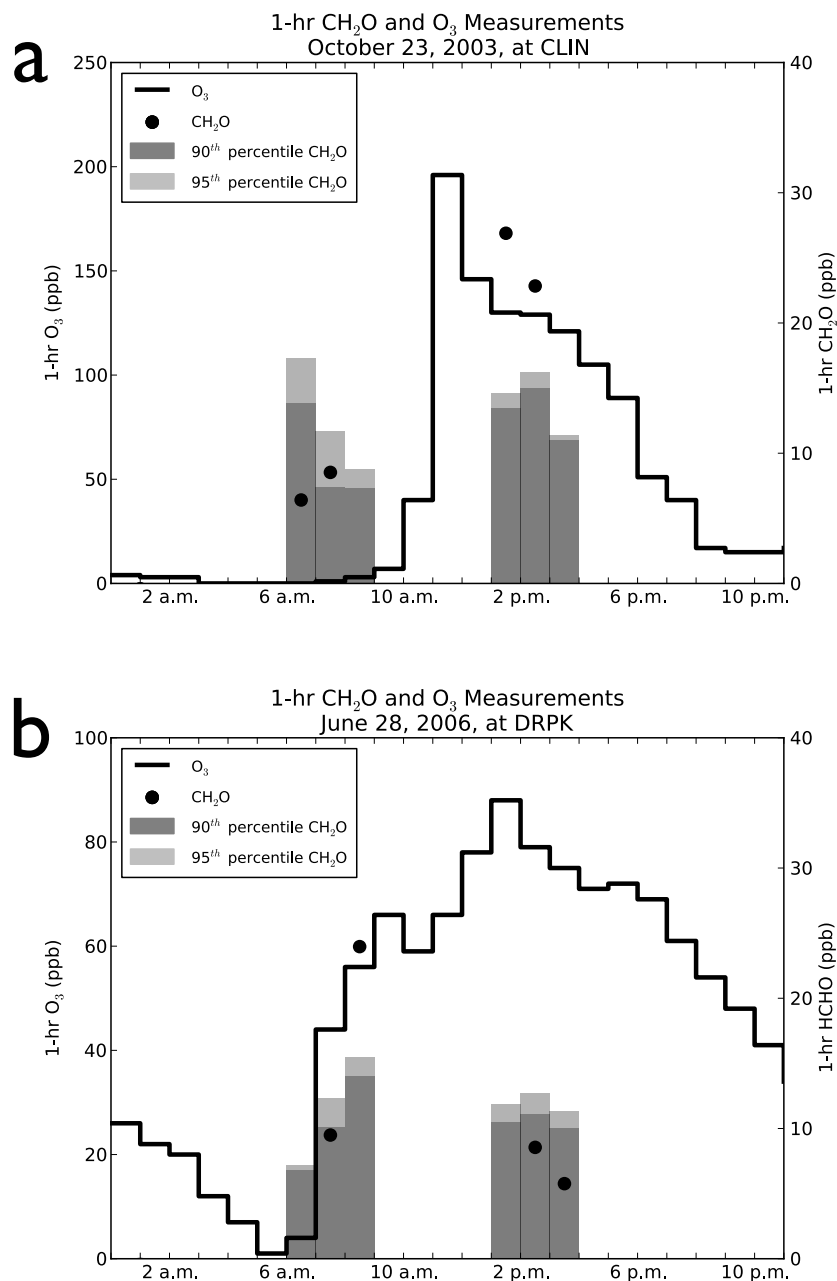 a
1-hr CH₂O and O₃ Measurements
October 23, 2003, at CLIN
O₃
CH₂O
90ᵗʰ percentile CH₂O
95ᵗʰ percentile CH₂O
1-hr O₃ (ppb)
250
200
150
100
50
0
1-hr CH₂O (ppb)
40
30
20
10
0
2 a.m. 6 a.m. 10 a.m. 2 p.m. 6 p.m. 10 p.m.
b
1-hr CH₂O and O₃ Measurements
June 28, 2006, at DRPK
O₃
CH₂O
90ᵗʰ percentile CH₂O
95ᵗʰ percentile CH₂O
1-hr O₃ (ppb)
100
80
60
40
20
0
1-hr HCHO (ppb)
40
30
20
10
0
2 a.m. 6 a.m. 10 a.m. 2 p.m. 6 p.m. 10 p.m.